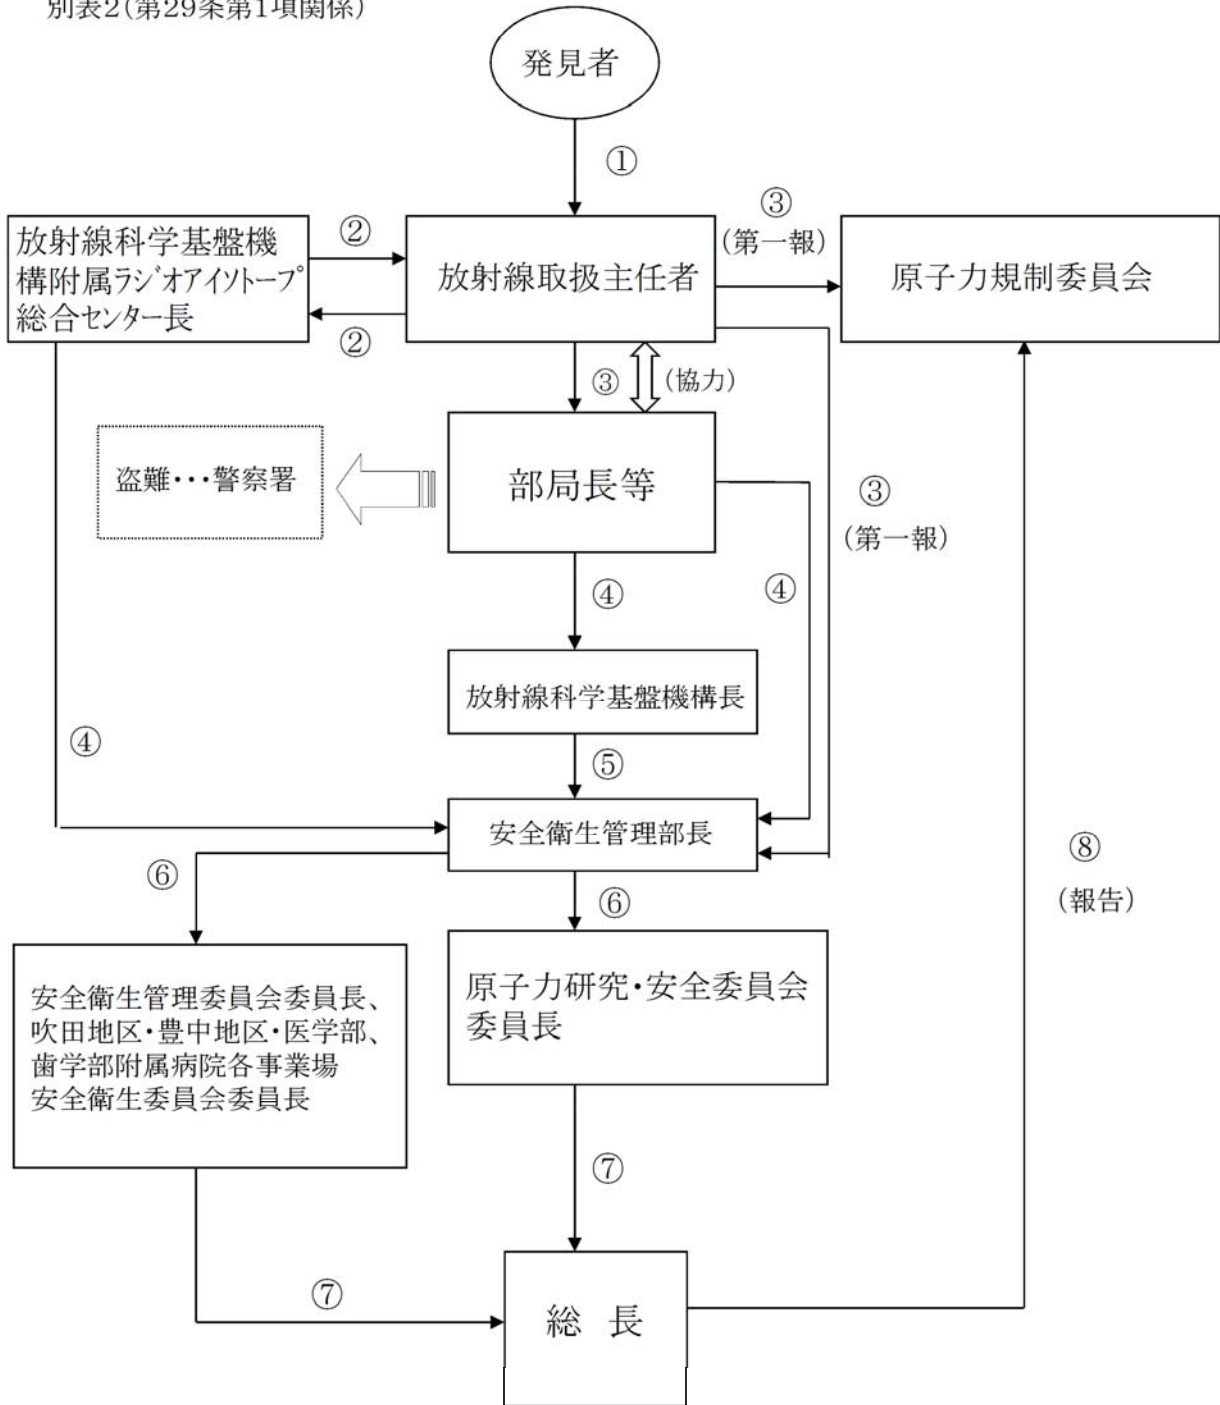 別表2(第29条第1項関係)
発見者
①
③
(第一報)
放射線科学基盤機
構附属ラジオアイソトープ
総合センター長
②
②
放射線取扱主任者
原子力規制委員会
③
(協力)
盗難・・・警察署
部局長等
③
(第一報)
④
④
放射線科学基盤機構長
④
⑤
安全衛生管理部長
⑥
⑥
⑧
(報告)
安全衛生管理委員会委員長、
吹田地区・豊中地区・医学部、
歯学部附属病院各事業場
安全衛生委員会委員長
原子力研究・安全委員会
委員長
⑦
⑦
総 長